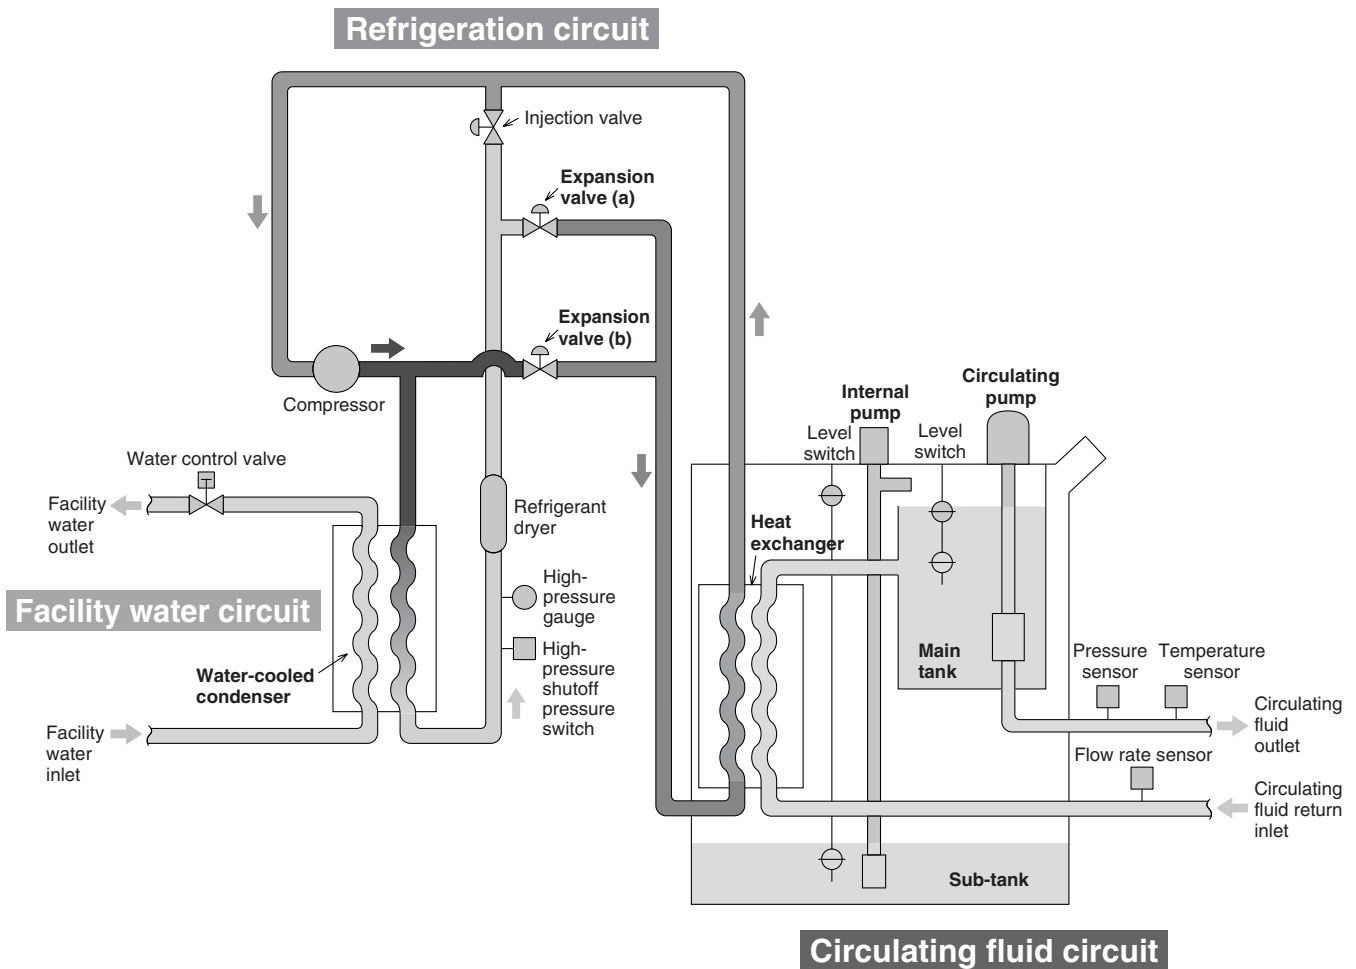 Refrigeration circuit
Injection valve
Expansion
valve (a)
Expansion
valve (b)
Compressor
Circulating
pump
Internal
pump
Level
switch
Level
switch
Water control valve
Facility
water
outlet
Refrigerant
dryer
Heat
exchanger
High-
pressure
gauge
Facility water circuit
High-
pressure
shutoff
pressure
switch
Water-cooled
condenser
Main
tank
Pressure
sensor
Temperature
sensor
Circulating
fluid
outlet
Facility
water
inlet
Flow rate sensor
Circulating
fluid return
inlet
Sub-tank
Circulating fluid circuit